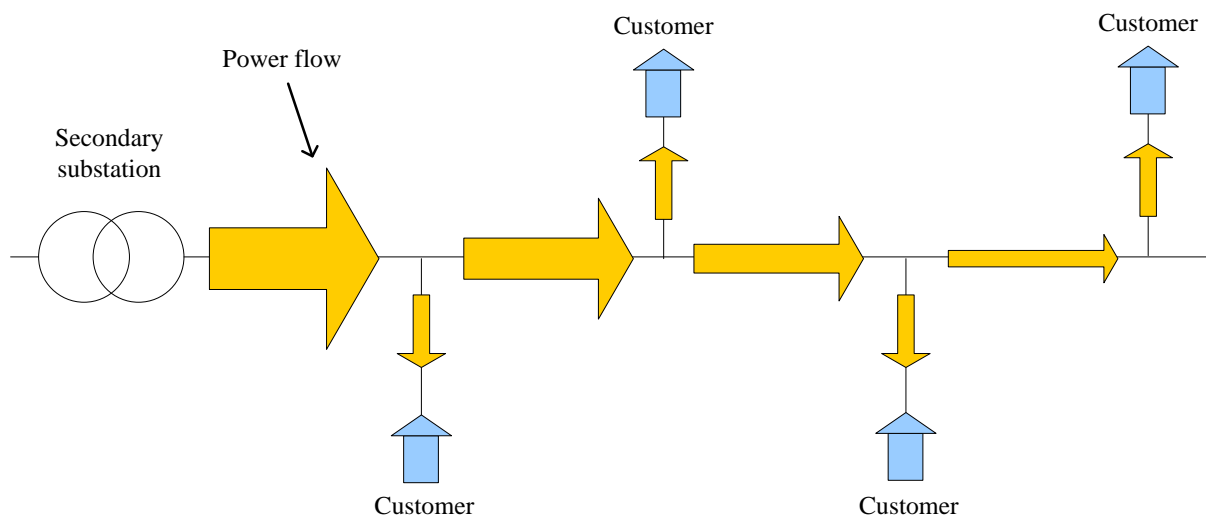 Customer
Customer
Power flow
Secondary
substation
Customer
Customer